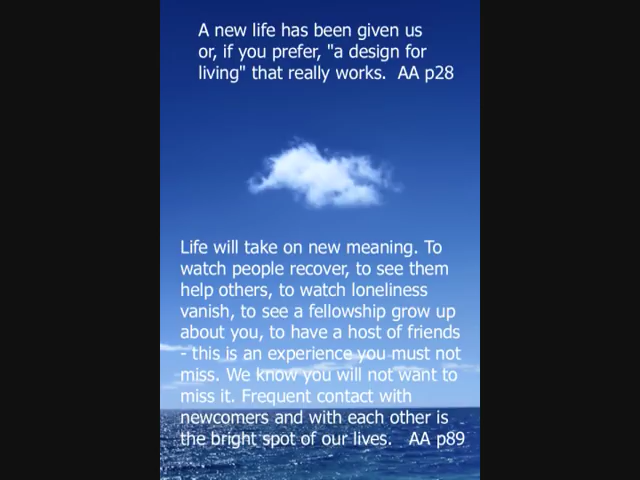 A new life has been given us
or, if you prefer, "a design for
living" that really works.  AA p28
Life will take on new meaning. To
watch people recover, to see them
help others, to watch loneliness
vanish, to see a fellowship grow up
about you, to have a host of friends
- this is an experience you must not
miss. We know you will not want to
miss it. Frequent contact with
newcomers and with each other is
the bright spot of our lives.   AA p89